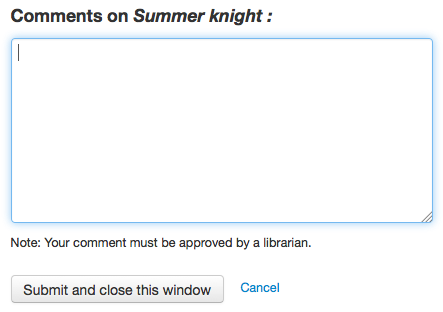 Comments on Summer knight :
Note: Your comment must be approved by a librarian.
Submit and close this window
Cancel